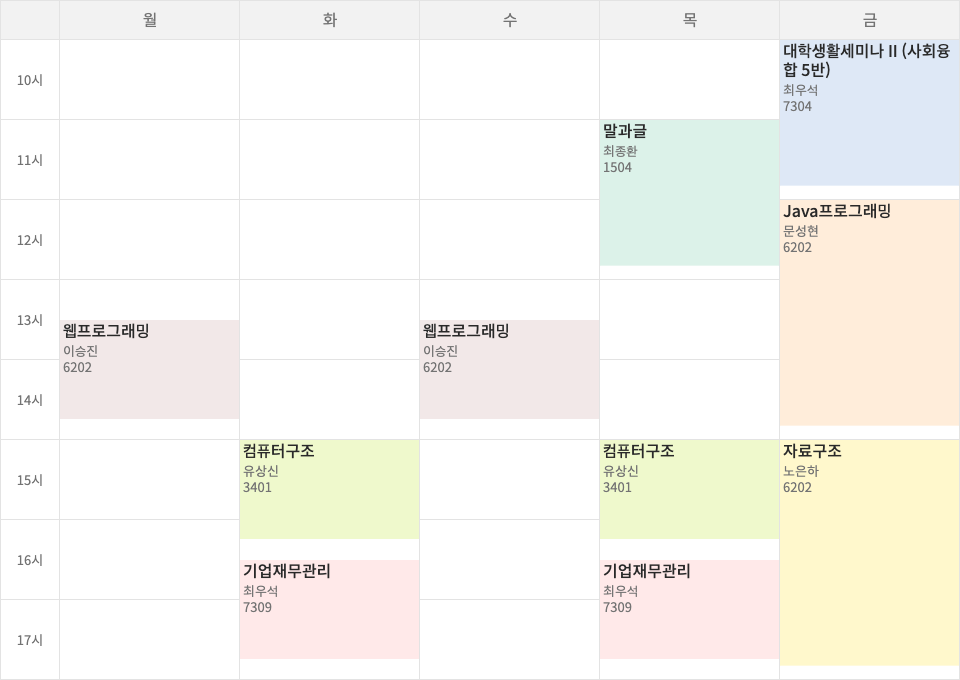 월 화 수 목 금
10시
11시
12시
13시
14시
15시
16시
17시
웹프로그래밍
이승진
6202
컴퓨터구조
유상신
3401
기업재무관리
최우석
7309
웹프로그래밍
이승진
6202
말과글
최종환
1504
컴퓨터구조
유상신
3401
기업재무관리
최우석
7309
대학생활세미나 II (사회융
합 5반)
최우석
7304
Java프로그래밍
문성현
6202
자료구조
노은하
6202